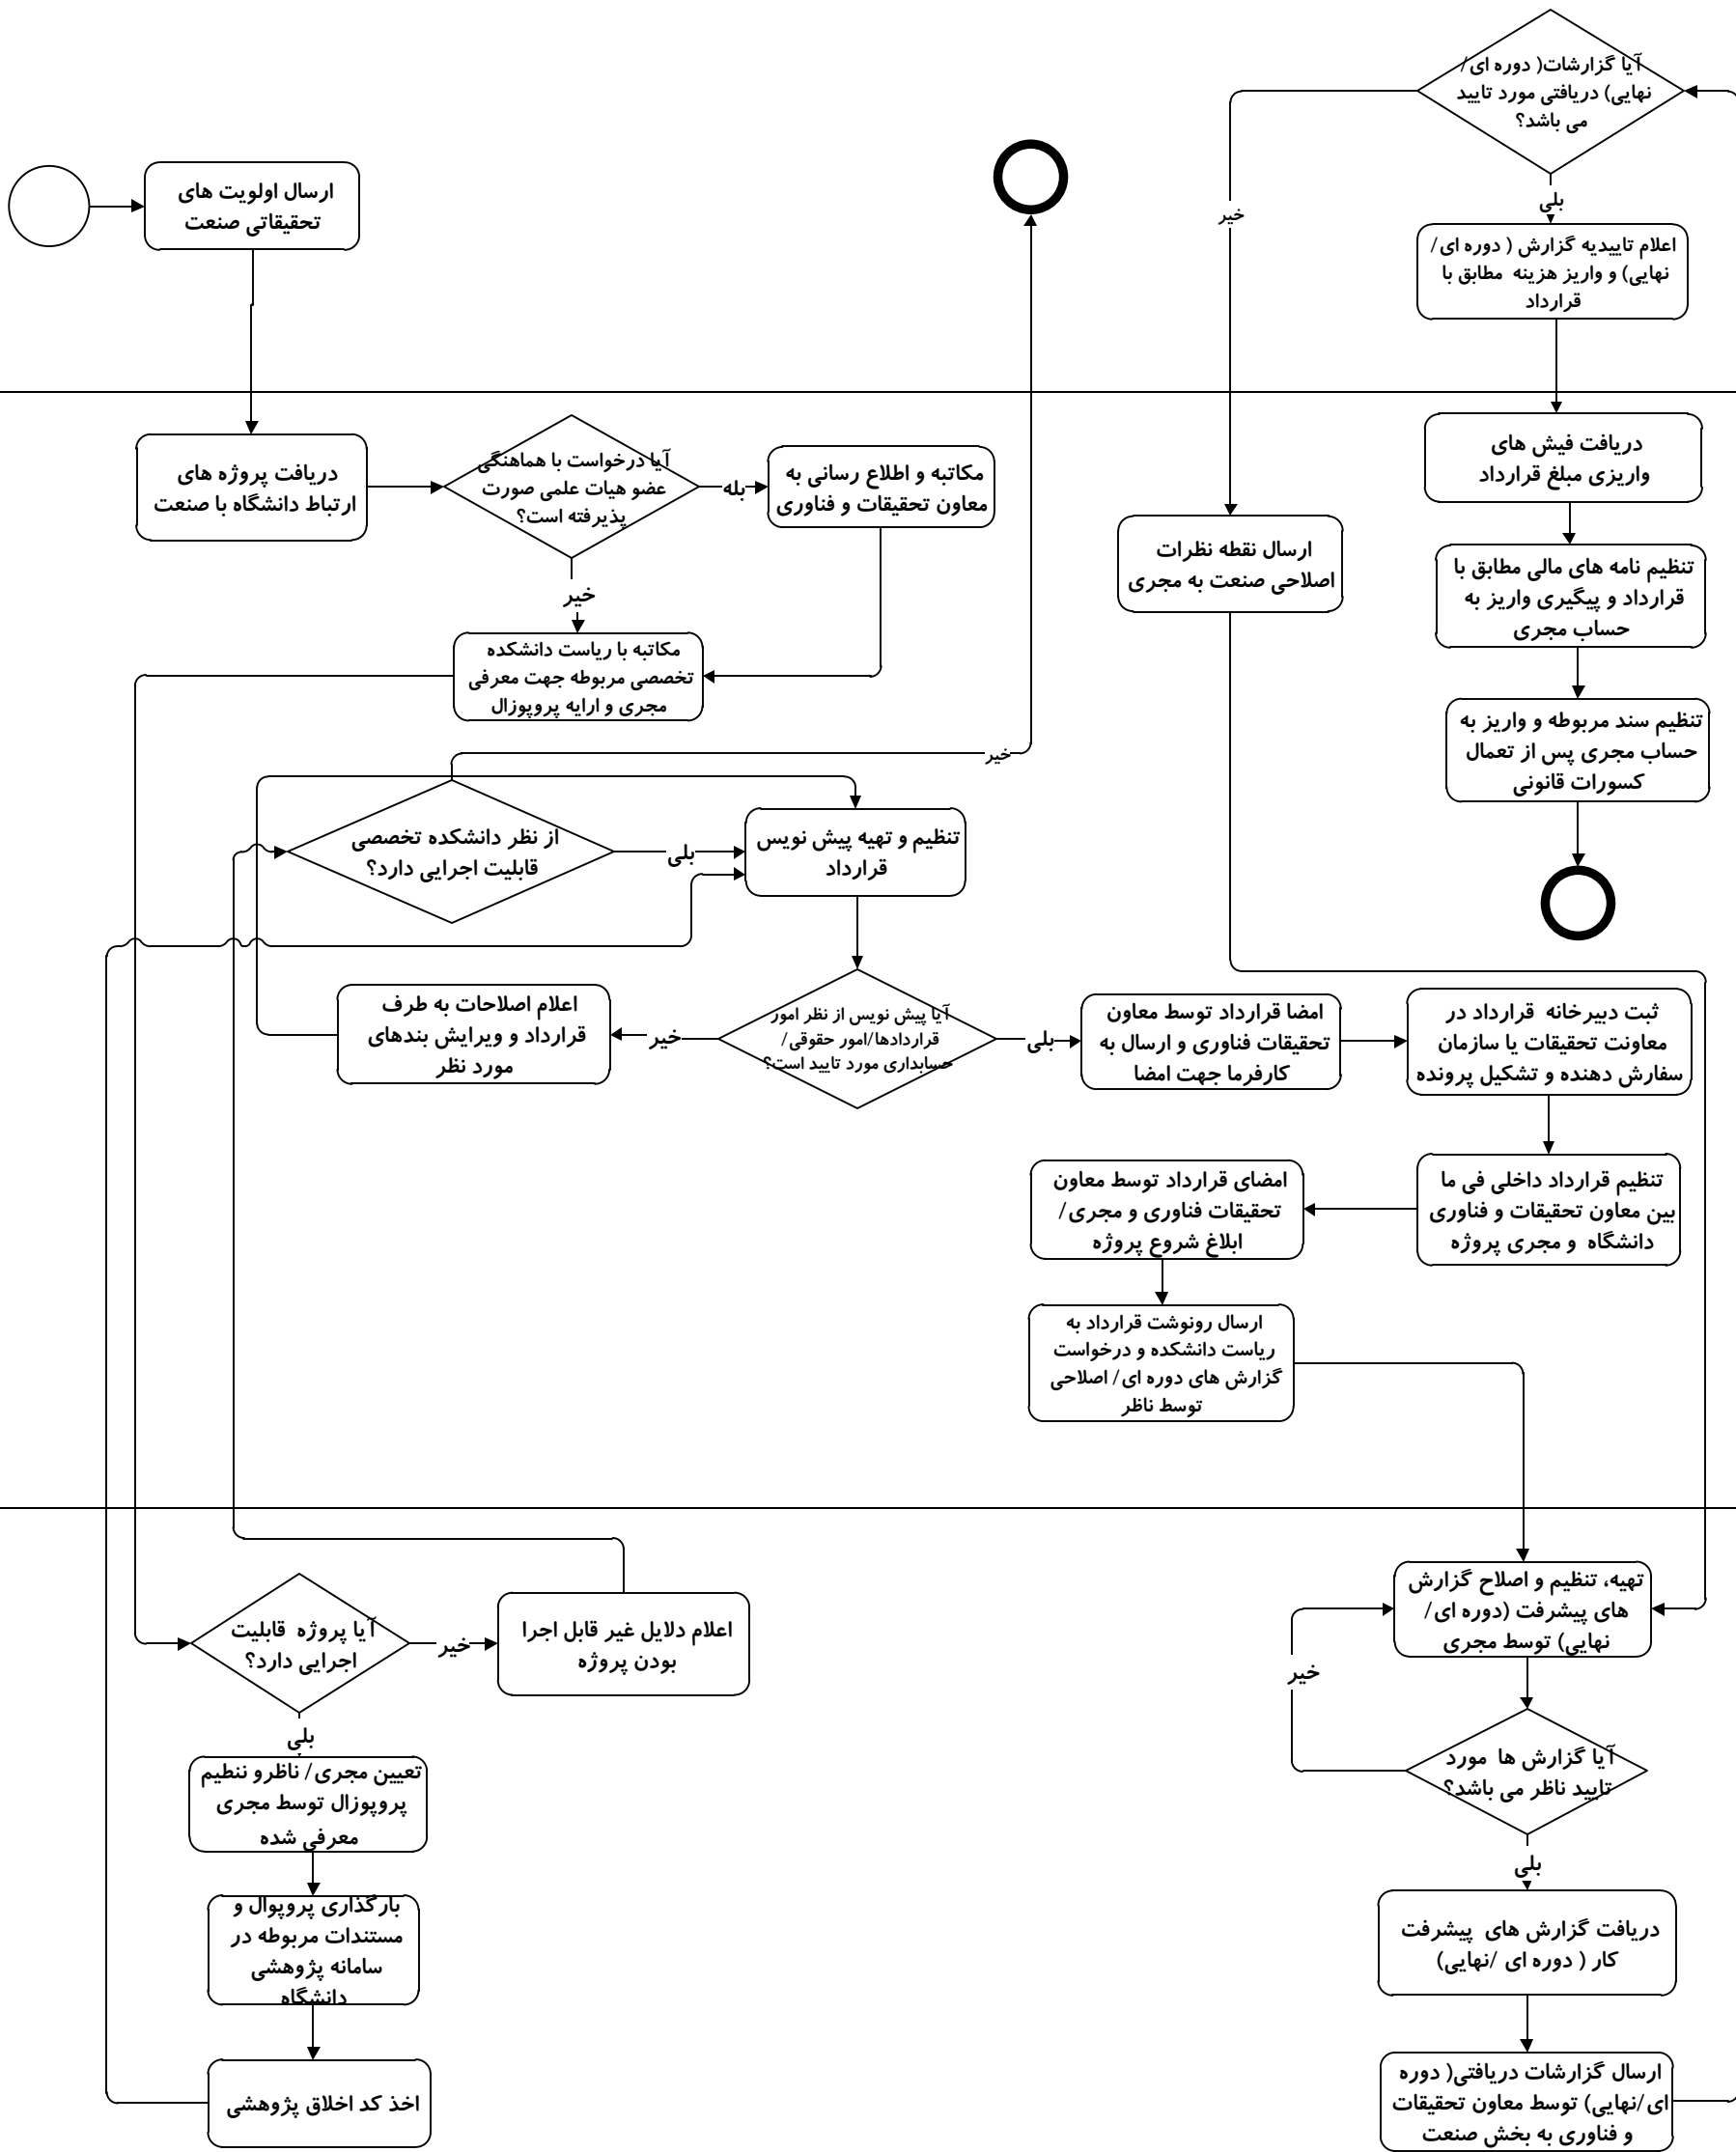 ارسال اولویت های
تحقیقاتی صنعت
آیا گزارشات( دوره ای/
نهایی) دریافتی مورد تایید
می باشد؟
خیر
بلی
اعلام تاییدیه گزارش ( دوره ای/
نهایی) و واریز هزینه مطابق با
قرارداد
دریافت پروژه های
ارتباط دانشگاه با صنعت
آیا درخواست با هماهنگی
عضو هیات علمی صورت
پذیرفته است؟
بله
مکاتبه و اطلاع رسانی به
معاون تحقیقات و فناوری
خیر
مکاتبه با ریاست دانشکده
تخصصی مربوطه جهت معرفی
مجری و ارایه پروپوزال
ارسال نقطه نظرات
اصلاحی صنعت به مجری
دریافت فیش های
واریزی مبلغ قرارداد
تنظیم نامه های مالی مطابق با
قرارداد و پیگیری واریز به
حساب مجری
تنظیم سند مربوطه و واریز به
حساب مجری پس از تعمال
کسورات قانونی
خیر
از نظر دانشکده تخصصی
قابلیت اجرایی دارد؟
بلی
تنظیم و تهیه پیش نویس
قرارداد
آیا پیش نویس از نظر امور
قراردادها/امور حقوقی/
حسابداری مورد تایید است؟
خیر
اعلام اصلاحات به طرف
قرارداد و ویرایش بندهای
مورد نظر
بلی
امضا قرارداد توسط معاون
تحقیقات فناوری و ارسال به
کارفرما جهت امضا
ثبت دبیرخانه قرارداد در
معاونت تحقیقات یا سازمان
سفارش دهنده و تشکیل پرونده
تنظیم قرارداد داخلی فی ما
بین معاون تحقیقات و فناوری
دانشگاه و مجری پروژه
امضای قرارداد توسط معاون
تحقیقات فناوری و مجری/
ابلاغ شروع پروژه
ارسال رونوشت قرارداد به
ریاست دانشکده و درخواست
گزارش های دوره ای/ اصلاحی
توسط ناظر
آیا پروژه قابلیت
اجرایی دارد؟
خیر
اعلام دلایل غیر قابل اجرا
بودن پروژه
بلی
تعیین مجری/ ناظرو ننطیم
پروپوزال توسط مجری
معرفی شده
بارگذاری پروپوال و
مستندات مربوطه در
سامانه پژوهشی
دانشگاه
اخذ کد اخلاق پژوهشی
تهیه، تنظیم و اصلاح گزارش
های پیشرفت (دوره ای/
نهایی) توسط مجری
خیر
آیا گزارش ها مورد
تایید ناظر می باشد؟
بلی
دریافت گزارش های پیشرفت
کار ( دوره ای /نهایی)
ارسال گزارشات دریافتی( دوره
ای/نهایی) توسط معاون تحقیقات
و فناوری به بخش صنعت